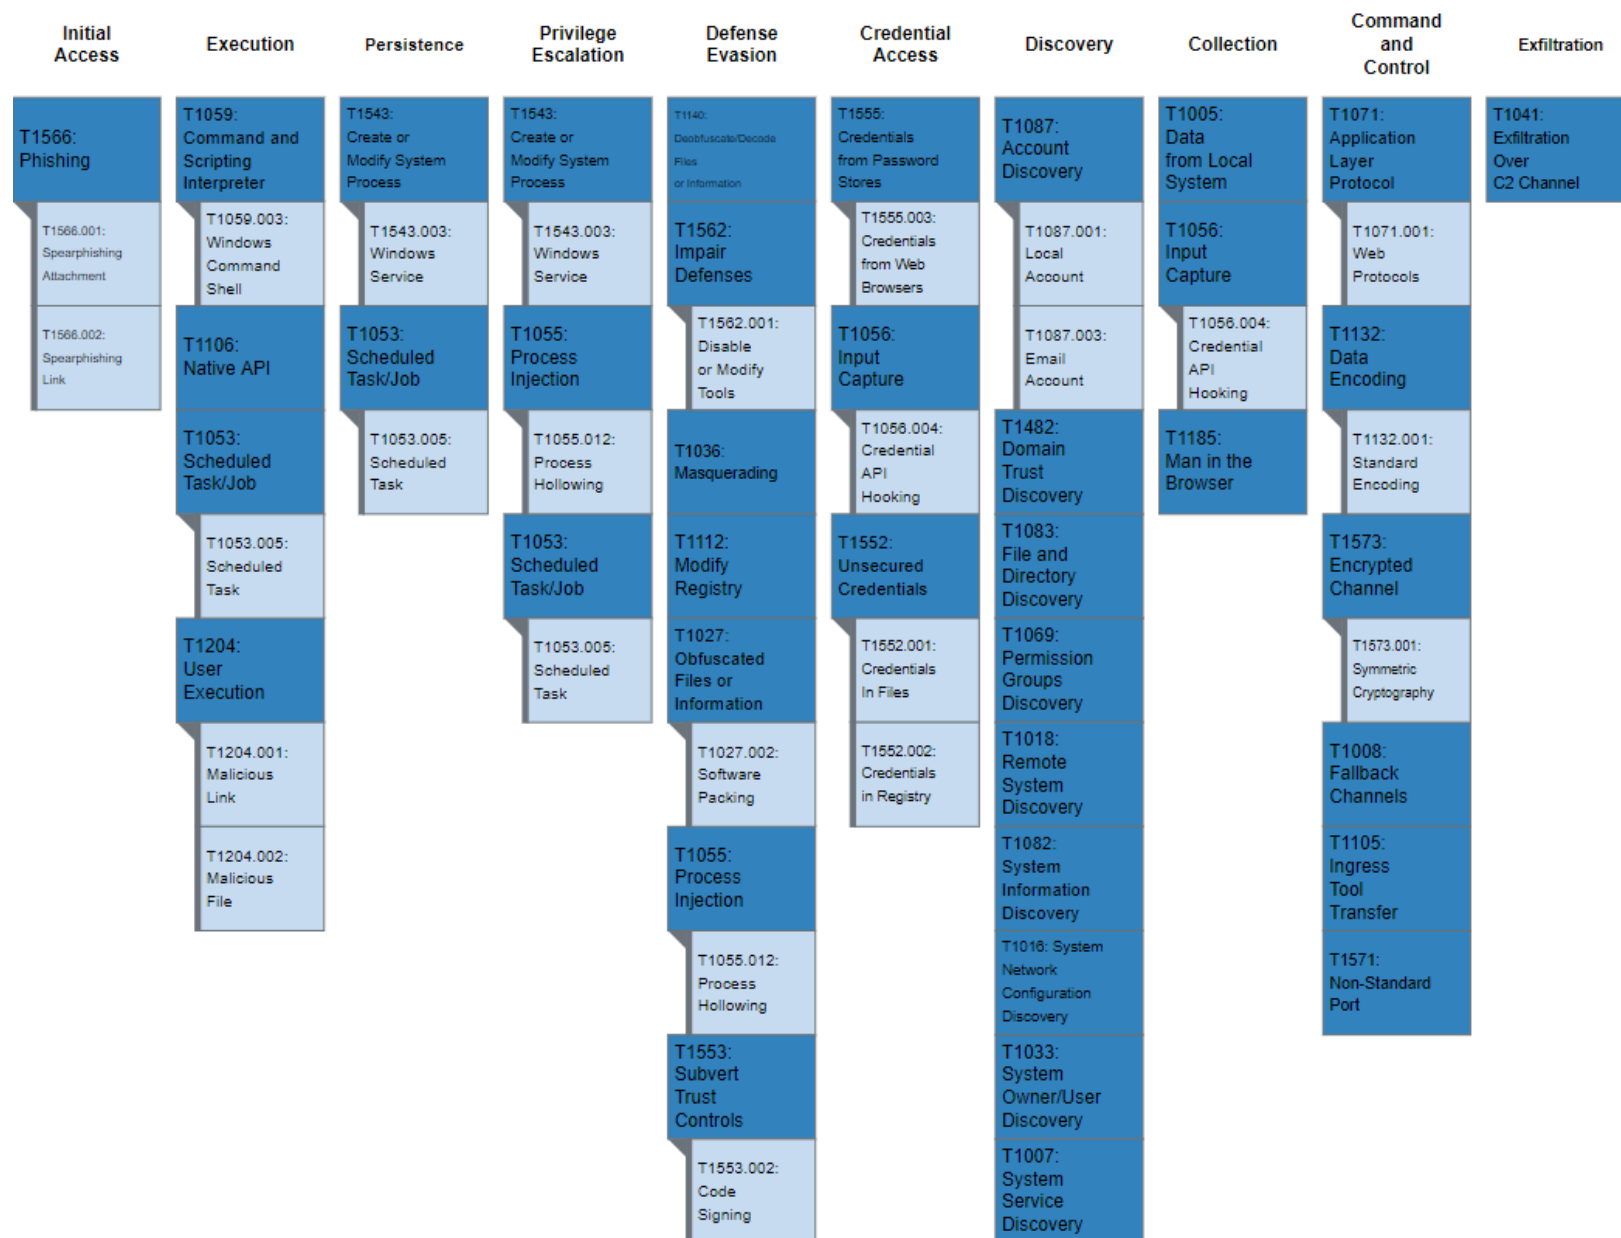 Initial
Access
Execution
Persistence
Privilege
Escalation
Defense
Evasion
Credential
Access
Discovery
Collection
Command
and
Control
Exfiltration
T1566:
Phishing
T1566.001:
Spearphishing
Attachment
T1566.002:
Spearphishing
Link
T1059:
Command and
Scripting
Interpreter
T1059.003:
Windows
Command
Shell
T1106:
Native API
T1053:
Scheduled
Task/Job
T1053.005:
Scheduled
Task
T1204:
User
Execution
T1204.001:
Malicious
Link
T1204.002:
Malicious
File
T1543:
Create or
Modify System
Process
T1543.003:
Windows
Service
T1053:
Scheduled
Task/Job
T1053.005:
Scheduled
Task
T1543:
Create or
Modify System
Process
T1543.003:
Windows
Service
T1055:
Process
Injection
T1055.012:
Process
Hollowing
T1053:
Scheduled
Task/Job
T1053.005:
Scheduled
Task
T1140:
Deobfuscate/Decode
Files
or Information
T1562:
Impair
Defenses
T1562.001:
Disable
or Modify
Tools
T1036:
Masquerading
T1112:
Modify
Registry
T1027:
Obfuscated
Files or
Information
T1027.002:
Software
Packing
T1055:
Process
Injection
T1055.012:
Process
Hollowing
T1553:
Subvert
Trust
Controls
T1553.002:
Code
Signing
T1555:
Credentials
from Password
Stores
T1555.003:
Credentials
from Web
Browsers
T1056:
Input
Capture
T1056.004:
Credential
API
Hooking
T1552:
Unsecured
Credentials
T1552.001:
Credentials
In Files
T1552.002:
Credentials
in Registry
T1087:
Account
Discovery
T1087.001:
Local
Account
T1087.003:
Email
Account
T1482:
Domain
Trust
Discovery
T1083:
File and
Directory
Discovery
T1069:
Permission
Groups
Discovery
T1018:
Remote
System
Discovery
T1082:
System
Information
Discovery
T1016: System
Network
Configuration
Discovery
T1033:
System
Owner/User
Discovery
T1007:
System
Service
Discovery
T1005:
Data
from Local
System
T1056:
Input
Capture
T1056.004:
Credential
API
Hooking
T1185:
Man in the
Browser
T1071:
Application
Layer
Protocol
T1071.001:
Web
Protocols
T1132:
Data
Encoding
T1132.001:
Standard
Encoding
T1573:
Encrypted
Channel
T1573.001:
Symmetric
Cryptography
T1008:
Fallback
Channels
T1105:
Ingress
Tool
Transfer
T1571:
Non-Standard
Port
T1041:
Exfiltration
Over
C2 Channel